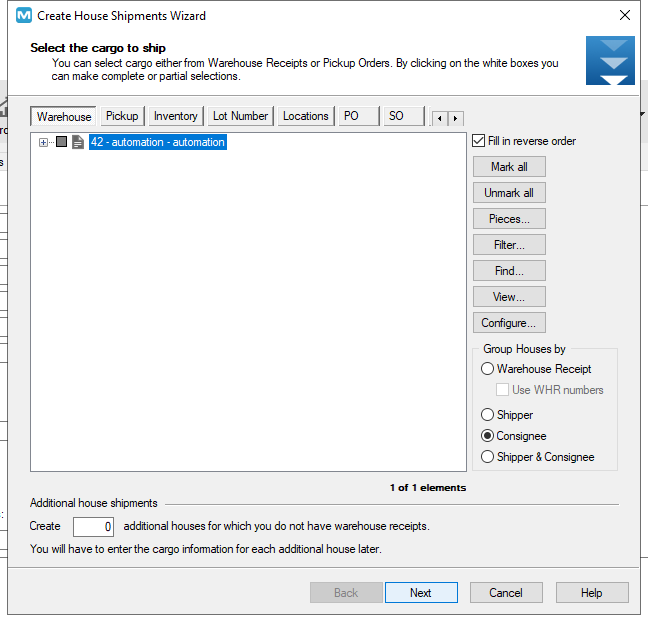 M Create House Shipments Wizard
Select the cargo to ship
You can select cargo either from Warehouse Receipts or Pickup Orders. By clicking on the white boxes you
can make complete or partial selections.
Warehouse Pickup Inventory Lot Number Locations PO SO
42 - automation - automation
Fill in reverse order
Mark all
Unmark all
Pieces...
Filter...
Find...
View...
Configure...
Group Houses by
Warehouse Receipt
Use WHR numbers
Shipper
Consignee
Shipper & Consignee
1 of 1 elements
Additional house shipments
Create 0 additional houses for which you do not have warehouse receipts.
You will have to enter the cargo information for each additional house later.
Back Next Cancel Help